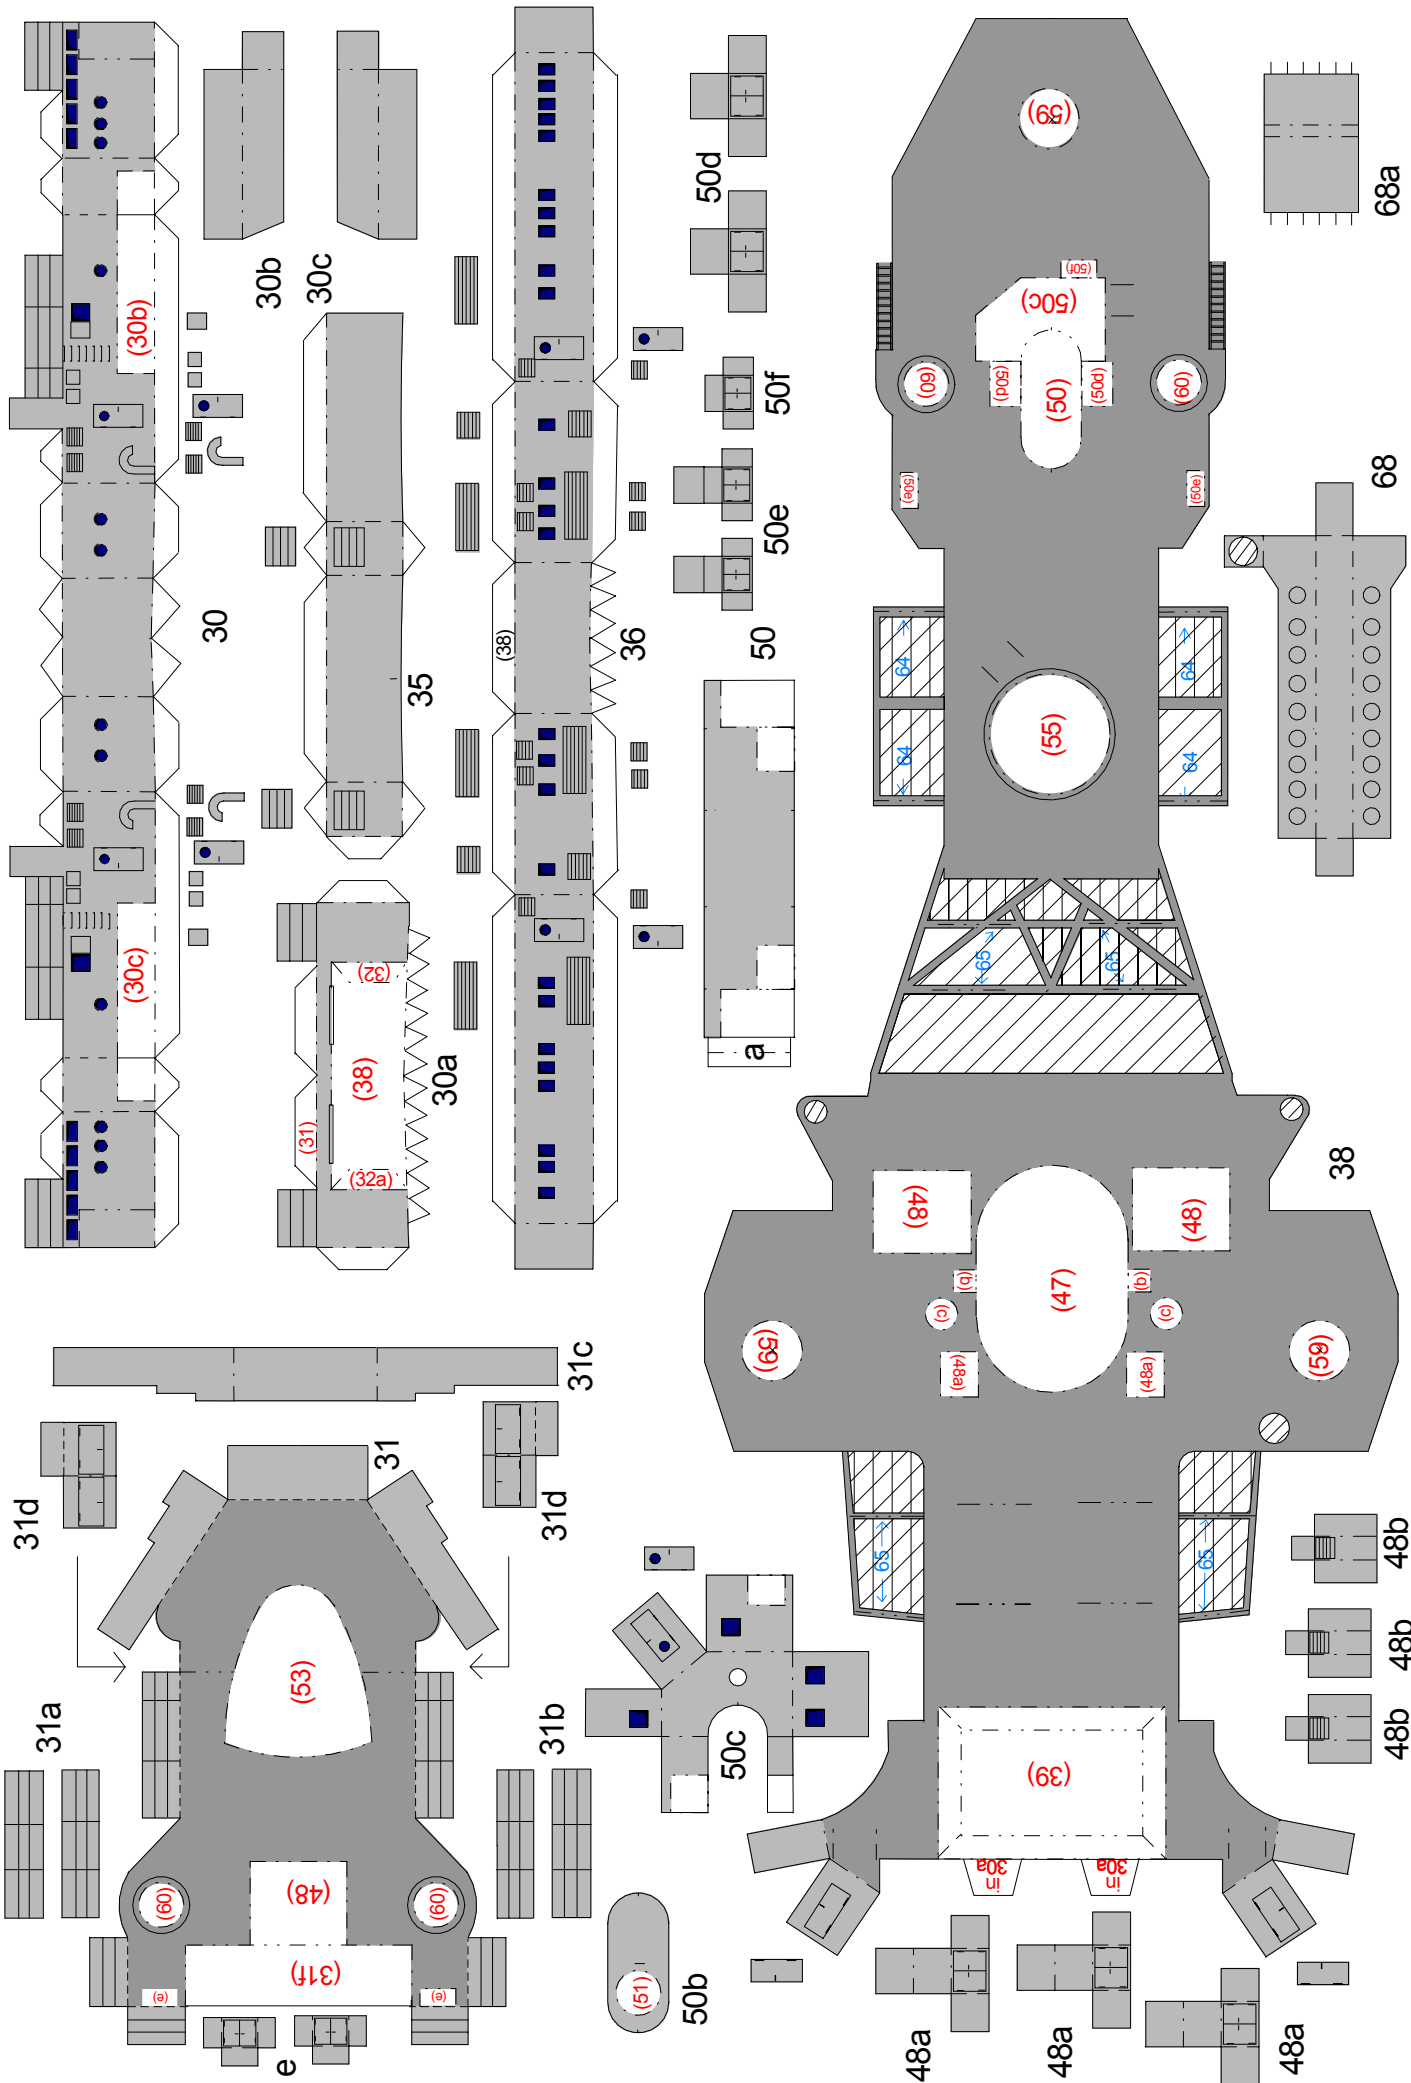 30b
30c
50d
68a
(59)
(50f)
(50c)
(30b)
(60)
(50d)
(50)
(50d)
(60)
50f
50e
(50e)
(50e)
68
30
35
(38)
36
50
64
64
64
64
(55)
a
65
65
(30c)
(32)
(38)
30a
(31)
(32a)
38
(48)
(48)
(47)
(b)
(b)
(c)
(c)
(59)
(59)
(48a)
(48a)
31c
31
31d
31d
65
65
48b
48b
48b
(53)
31a
31b
50c
(39)
(48)
(60)
(60)
(31f)
(e)
(e)
e
(51)
50b
in 30a
in 30a
48a
48a
48a